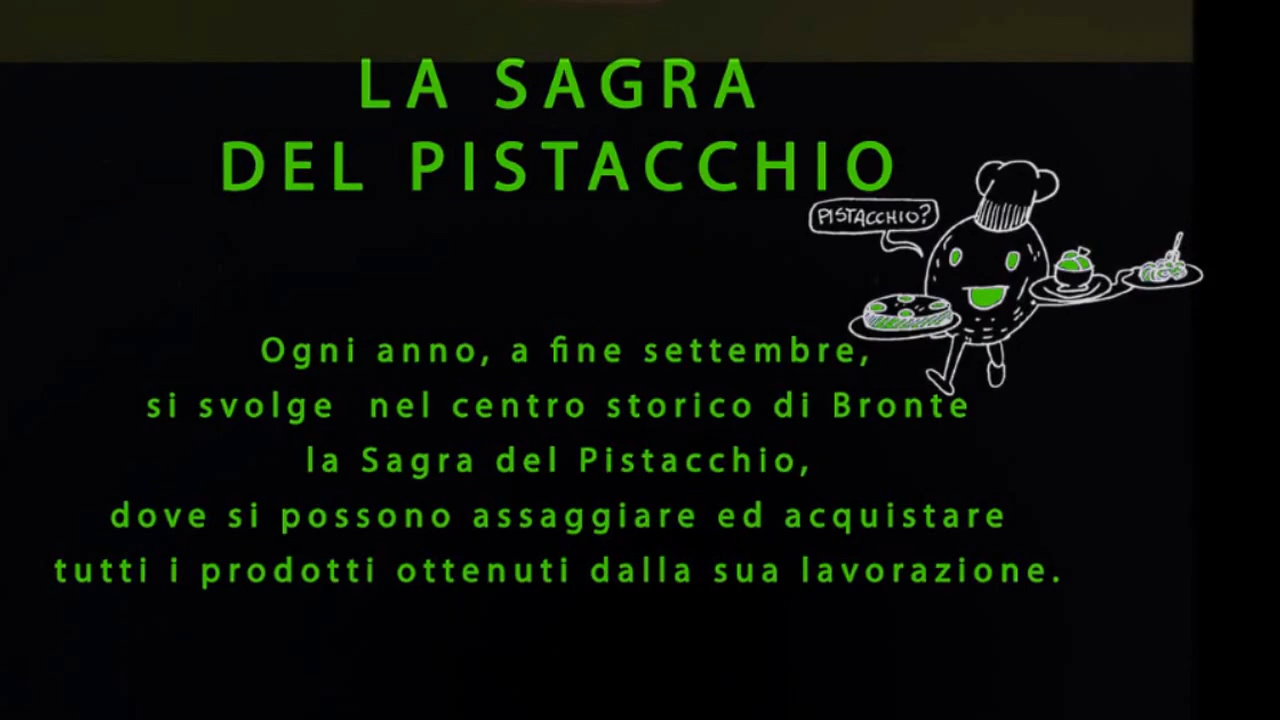 LA SAGRA
DEL PISTACCHIO
PISTACCHIO?
Ogni anno, a fine settembre,
si svolge nel centro storico di Bronte
la Sagra del Pistacchio,
dove si possono assaggiare ed acquistare
tutti i prodotti ottenuti dalla sua lavorazione.